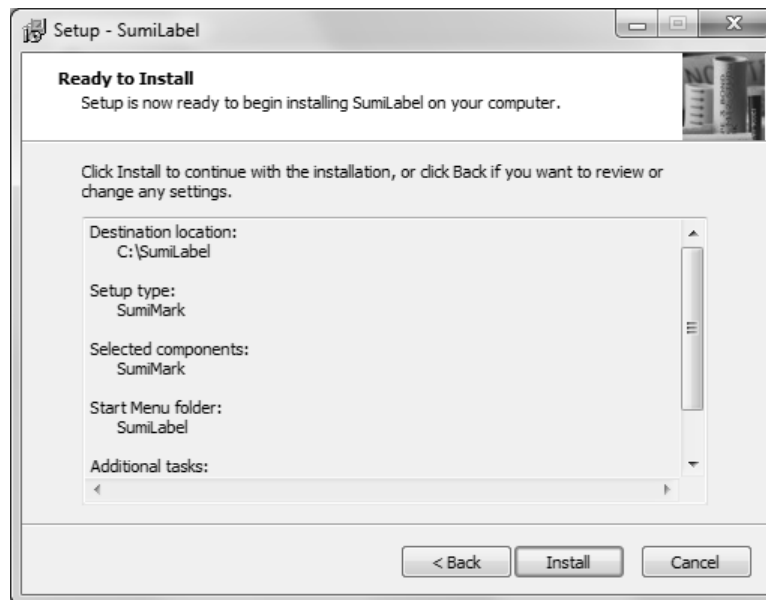 Setup - SumiLabel
Ready to Install
Setup is now ready to begin installing SumiLabel on your computer.
Click Install to continue with the installation, or click Back if you want to review or
change any settings.
Destination location:
C:\SumiLabel
Setup type:
SumiMark
Selected components:
SumiMark
Start Menu folder:
SumiLabel
Additional tasks:
< Back
Install
Cancel